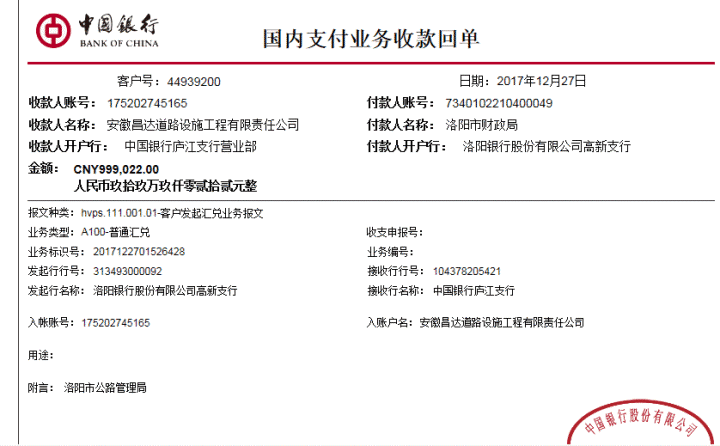 中国银行
BANK OF CHINA
国内支付业务收款回单
客户号：44939200 日期：2017年12月27日
收款人账号：175202745165 付款人账号：7340102210400049
收款人名称：安徽昌达道路设施工程有限责任公司 付款人名称：洛阳市财政局
收款人开户行：中国银行庐江支行营业部 付款人开户行：洛阳银行股份有限公司高新支行
金额：CNY999,022.00
人民币玖拾玖万玖仟零贰拾贰元整
报文种类：hvps.111.001.01-客户发起汇兑业务报文
业务类型：A100-普通汇兑 收支申报号：
业务标识号：2017122701526428 业务编号：
发起行行号：313493000092 接收行行号：104378205421
发起行名称：洛阳银行股份有限公司高新支行 接收行名称：中国银行庐江支行
入帐账号：175202745165 入账户名：安徽昌达道路设施工程有限责任公司
用途：
附言：洛阳市公路管理局
中国银行股份有限公司